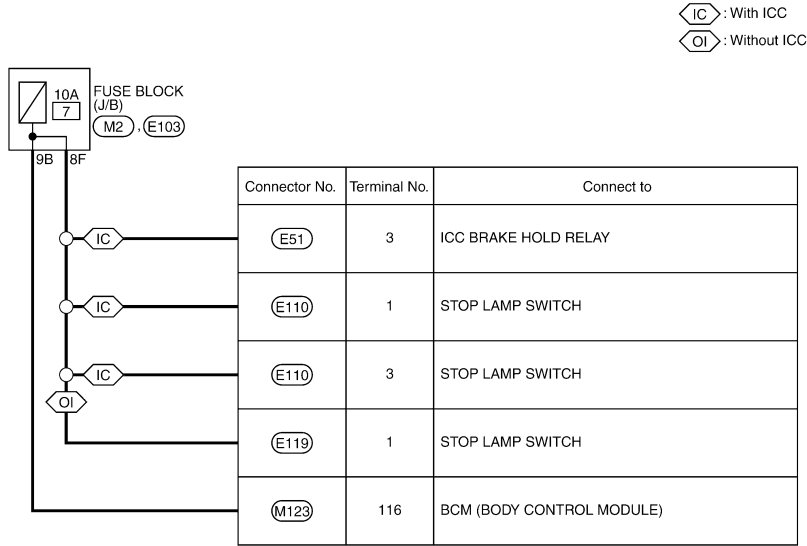 IC : With ICC
OI : Without ICC
10A
7
FUSE BLOCK
(J/B)
M2 , E103
9B 8F
Connector No. Terminal No. Connect to
IC E51 3 ICC BRAKE HOLD RELAY
IC E110 1 STOP LAMP SWITCH
IC E110 3 STOP LAMP SWITCH
OI
E119 1 STOP LAMP SWITCH
M123 116 BCM (BODY CONTROL MODULE)